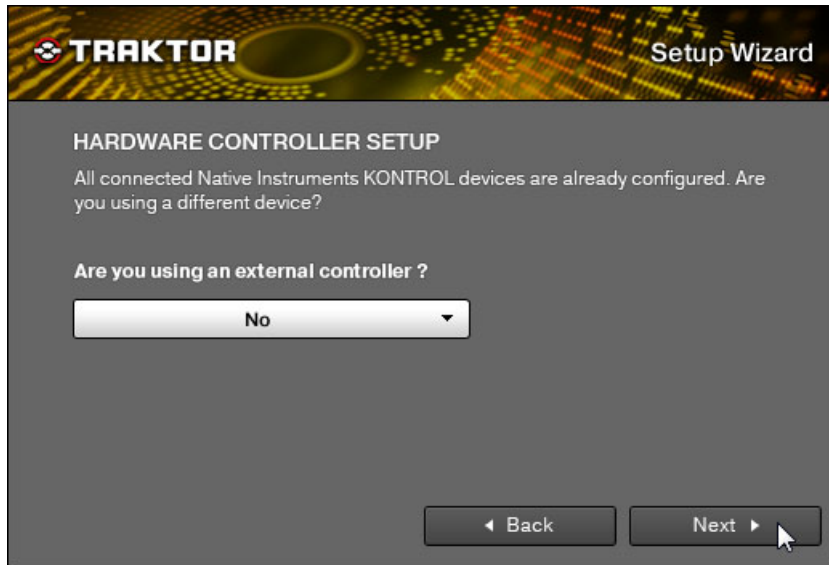 TRAKTOR
Setup Wizard
HARDWARE CONTROLLER SETUP
All connected Native Instruments KONTROL devices are already configured. Are
you using a different device?
Are you using an external controller ?
No
Back
Next